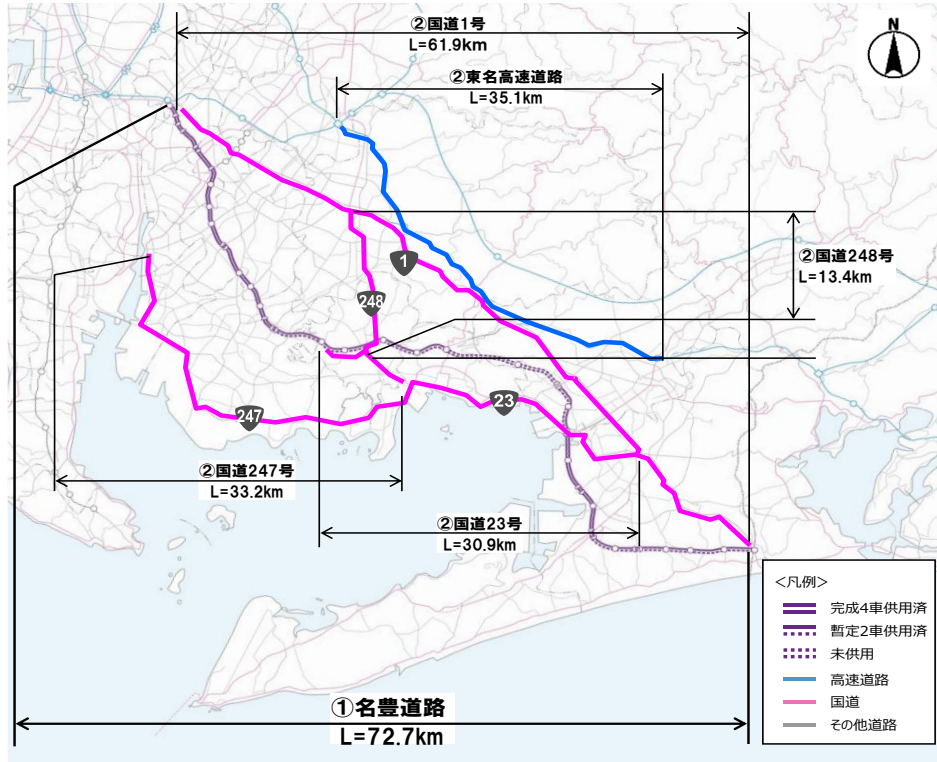 ②国道1号
L=61.9km
N
②東名高速道路
L=35.1km
②国道248号
L=13.4km
1
248
247
23
②国道247号
L=33.2km
②国道23号
L=30.9km
①名豊道路
L=72.7km
<凡例>
完成4車供用済
暫定2車供用済
未供用
高速道路
国道
その他道路